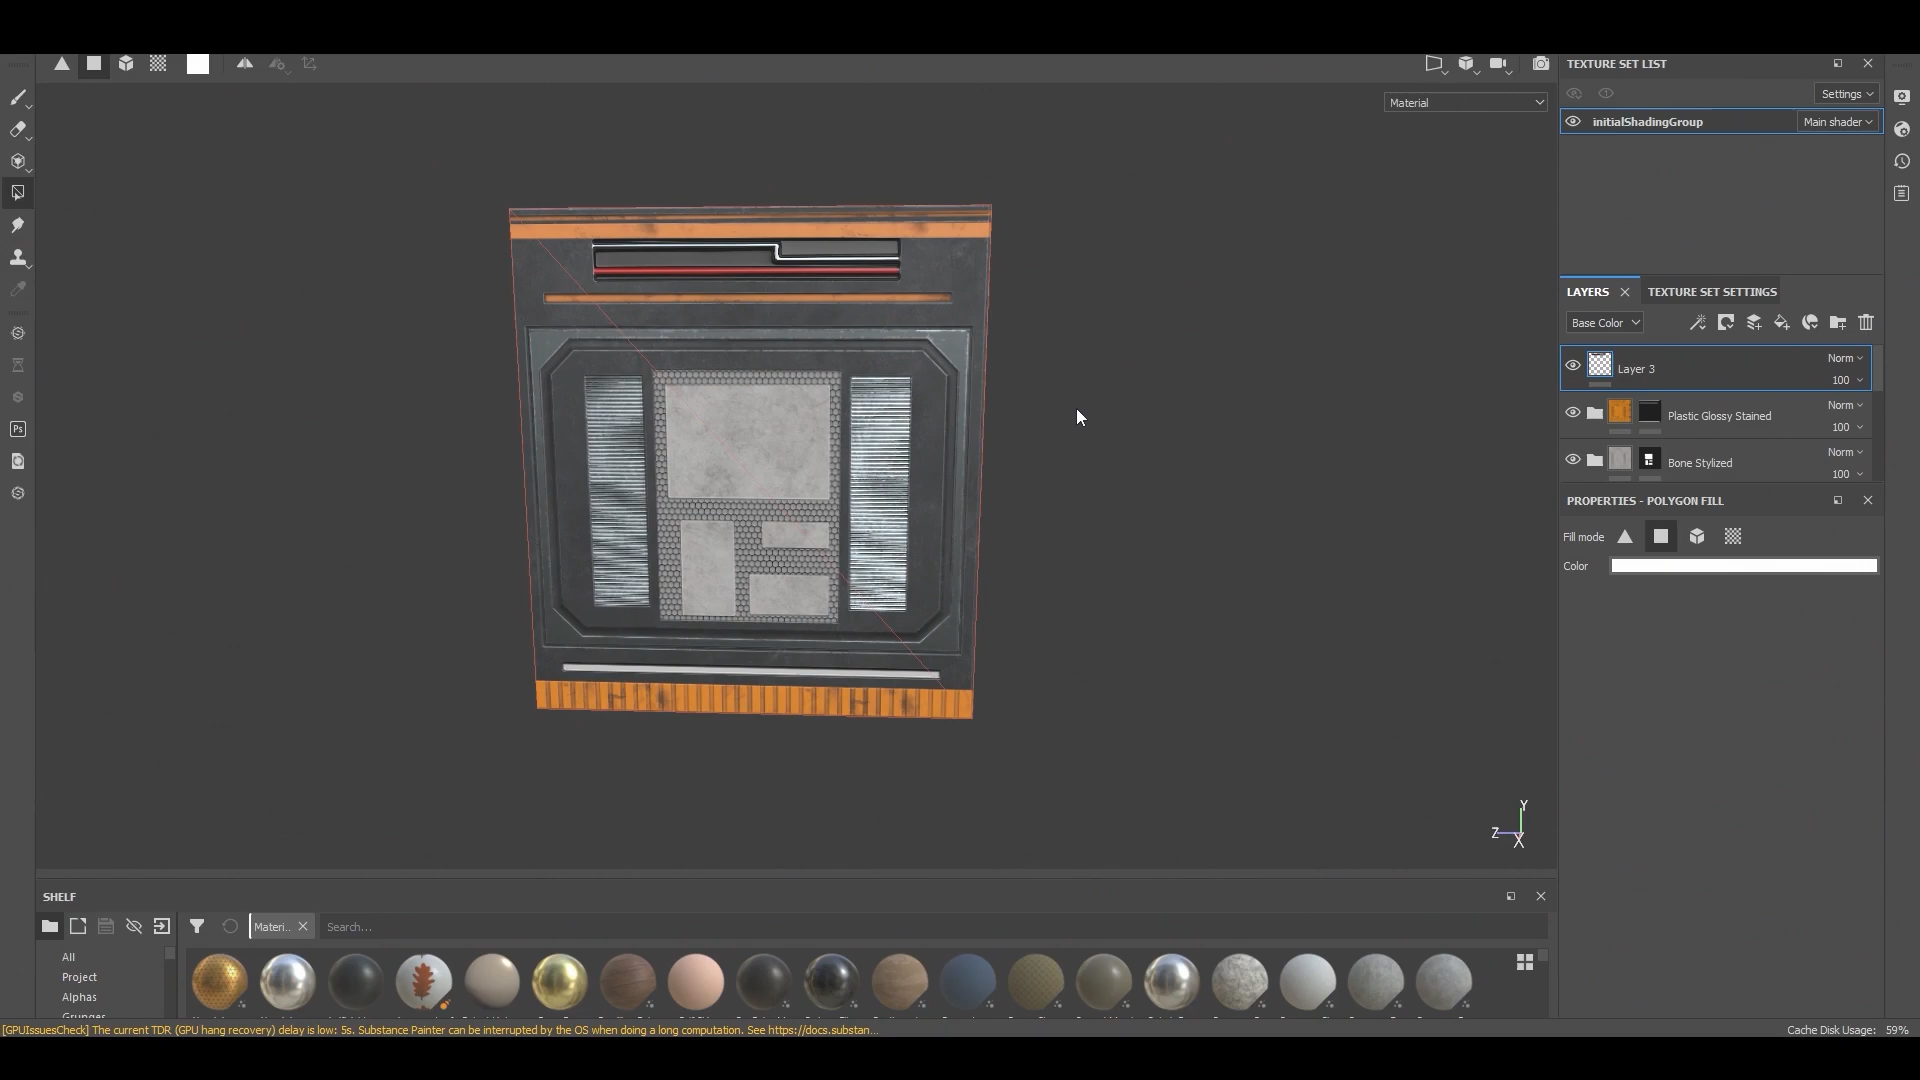 TEXTURE SET LIST
Material
Settings
initialShadingGroup
Main shader
LAYERS
TEXTURE SET SETTINGS
Base Color
Layer 3
Norm
100
Plastic Glossy Stained
Norm
100
Bone Stylized
Norm
100
PROPERTIES - POLYGON FILL
Fill mode
Color
Ps
Y
Z
X
SHELF
Materi..
Search...
All
Project
Alphas
Grunges
[GPUIssuesCheck] The current TDR (GPU hang recovery) delay is low: 5s. Substance Painter can be interrupted by the OS when doing a long computation. See https://docs.substan...
Cache Disk Usage: 59%